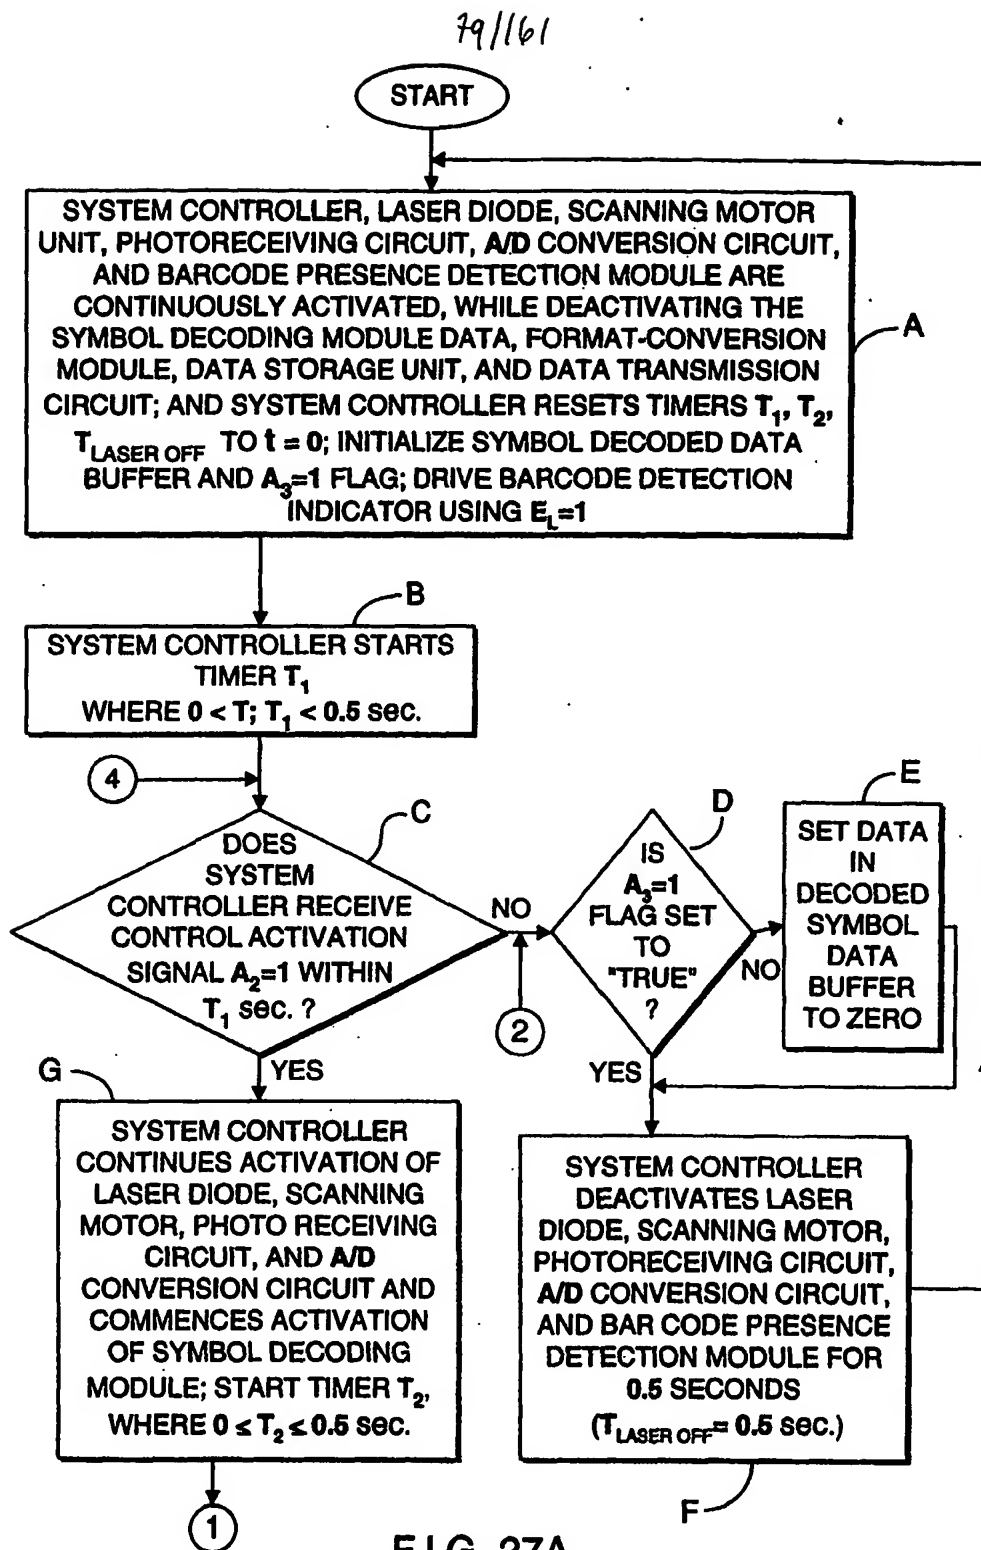 79/161
START
SYSTEM CONTROLLER, LASER DIODE, SCANNING MOTOR
UNIT, PHOTORECEIVING CIRCUIT, A/D CONVERSION CIRCUIT,
AND BARCODE PRESENCE DETECTION MODULE ARE
CONTINUOUSLY ACTIVATED, WHILE DEACTIVATING THE
SYMBOL DECODING MODULE DATA, FORMAT-CONVERSION
MODULE, DATA STORAGE UNIT, AND DATA TRANSMISSION
CIRCUIT; AND SYSTEM CONTROLLER RESETS TIMERS T1, T2,
TLASER OFF TO t = 0; INITIALIZE SYMBOL DECODED DATA
BUFFER AND A3=1 FLAG; DRIVE BARCODE DETECTION
INDICATOR USING EL=1
A
B
SYSTEM CONTROLLER STARTS
TIMER T1
WHERE 0 < T; T1 < 0.5 sec.
4
C
DOES
SYSTEM
CONTROLLER RECEIVE
CONTROL ACTIVATION
SIGNAL A2=1 WITHIN
T1 sec. ?
NO
2
YES
D
IS
A3=1
FLAG SET
TO
"TRUE"
?
NO
YES
E
SET DATA
IN
DECODED
SYMBOL
DATA
BUFFER
TO ZERO
G
SYSTEM CONTROLLER
CONTINUES ACTIVATION OF
LASER DIODE, SCANNING
MOTOR, PHOTO RECEIVING
CIRCUIT, AND A/D
CONVERSION CIRCUIT AND
COMMENCES ACTIVATION
OF SYMBOL DECODING
MODULE; START TIMER T2,
WHERE 0 ≤ T2 ≤ 0.5 sec.
1
SYSTEM CONTROLLER
DEACTIVATES LASER
DIODE, SCANNING MOTOR,
PHOTORECEIVING CIRCUIT,
A/D CONVERSION CIRCUIT,
AND BAR CODE PRESENCE
DETECTION MODULE FOR
0.5 SECONDS
(TLASER OFF= 0.5 sec.)
F
FIG. 27A